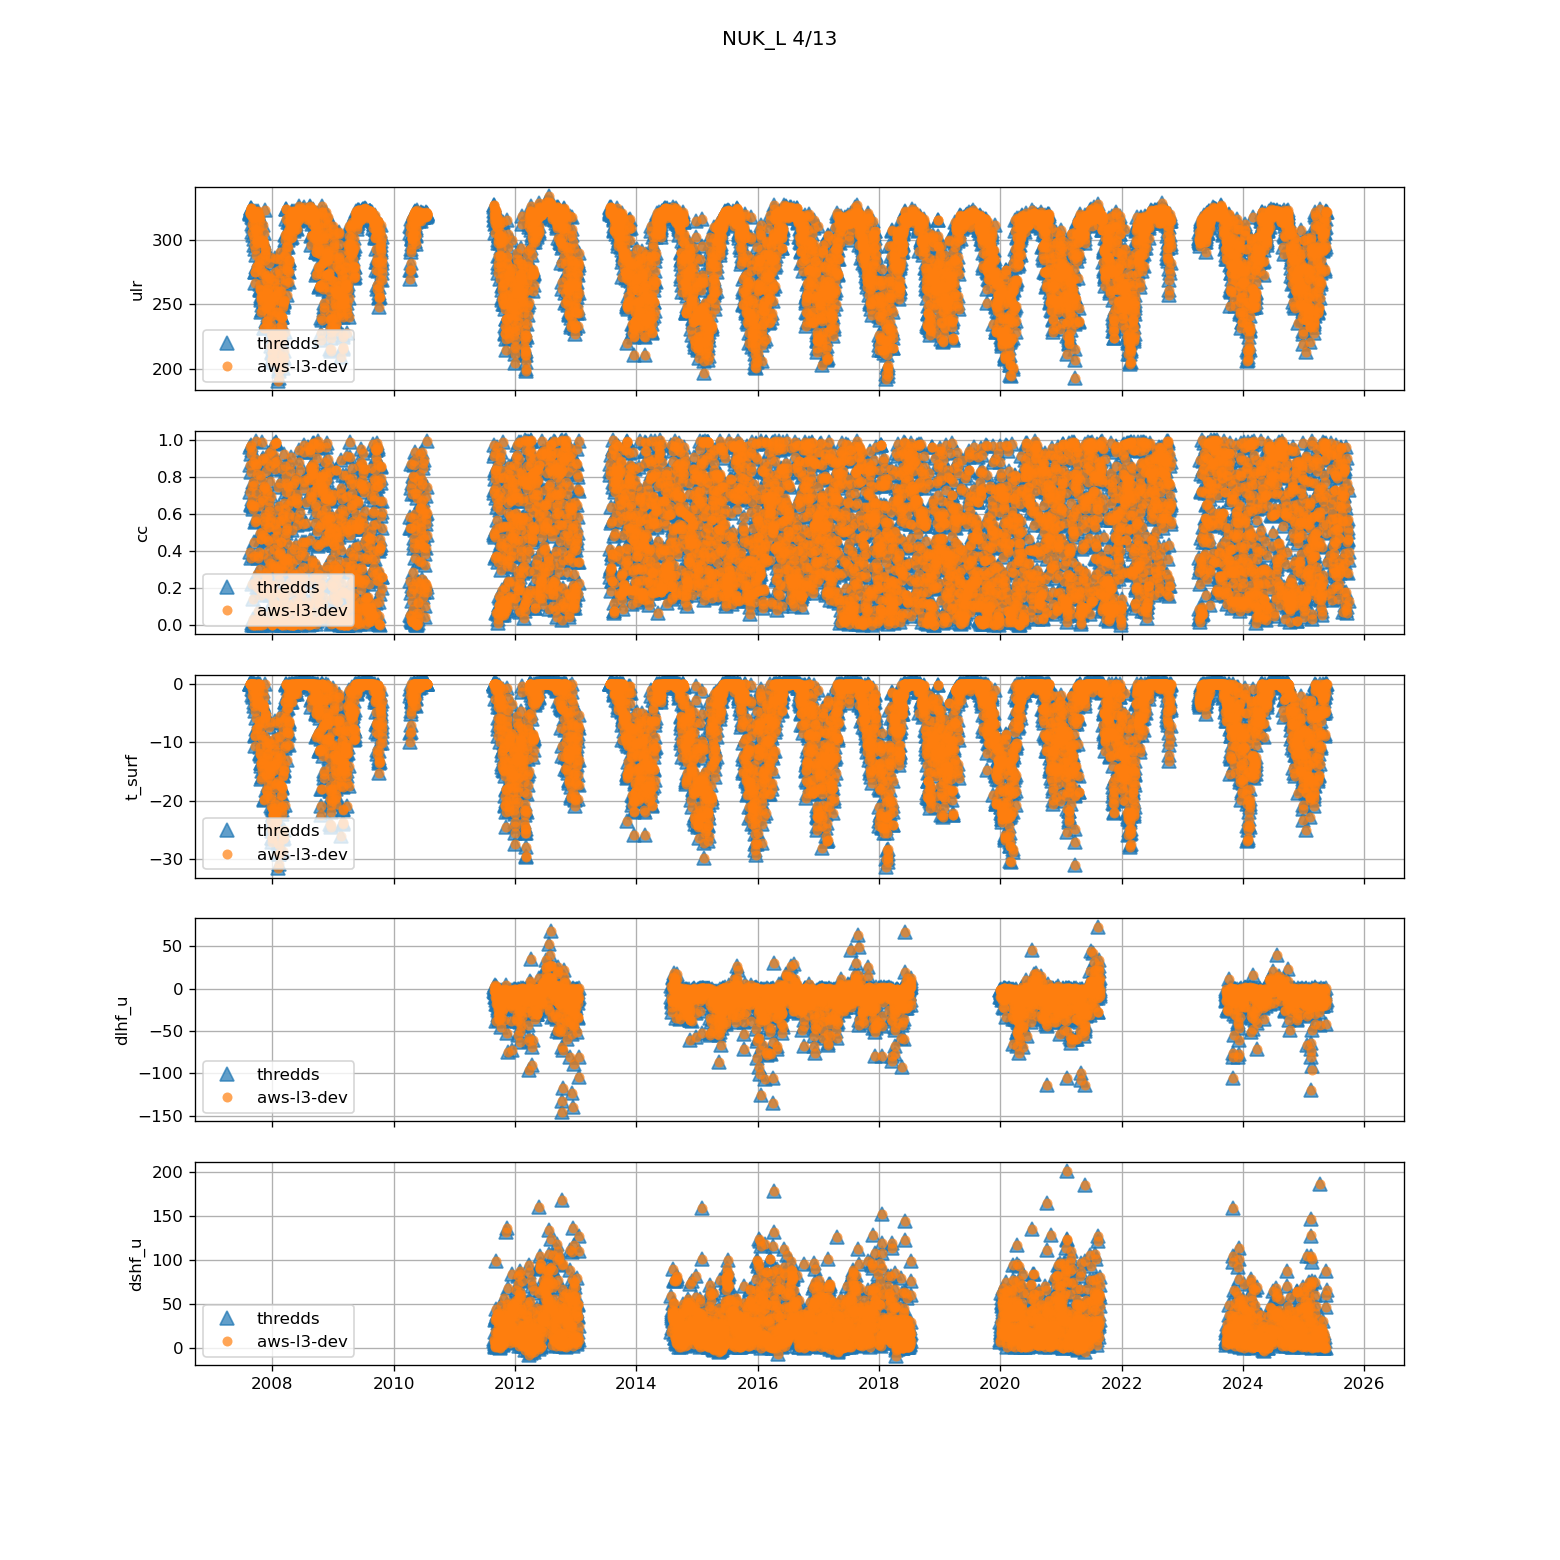 NUK_L 4/13
300
250
200
ulr
thredds
aws-l3-dev
1.0
0.8
0.6
0.4
0.2
0.0
cc
thredds
aws-l3-dev
0
−10
−20
−30
t_surf
thredds
aws-l3-dev
50
0
−50
−100
−150
dlhf_u
thredds
aws-l3-dev
200
150
100
50
0
dshf_u
thredds
aws-l3-dev
2008 2010 2012 2014 2016 2018 2020 2022 2024 2026